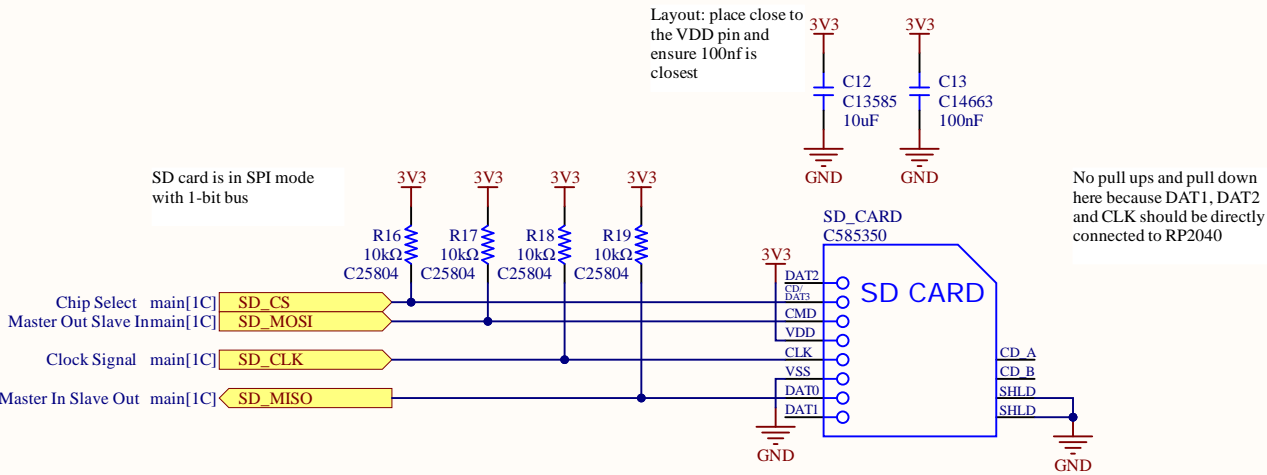 Layout: place close to
the VDD pin and
ensure 100nf is
closest
3V3
3V3
C12
C13585
10uF
C13
C14663
100nF
GND
GND
SD card is in SPI mode
with 1-bit bus
3V3
3V3
3V3
3V3
R16
10kΩ
C25804
R17
10kΩ
C25804
R18
10kΩ
C25804
R19
10kΩ
C25804
No pull ups and pull down
here because DAT1, DAT2
and CLK should be directly
connected to RP2040
SD_CARD
C585350
3V3
SD CARD
DAT2
CD/
DAT3
CMD
VDD
CLK
VSS
DAT0
DAT1
CD_A
CD_B
SHLD
SHLD
Chip Select main[1C] SD_CS
Master Out Slave In main[1C] SD_MOSI
Clock Signal main[1C] SD_CLK
Master In Slave Out main[1C] SD_MISO
GND
GND